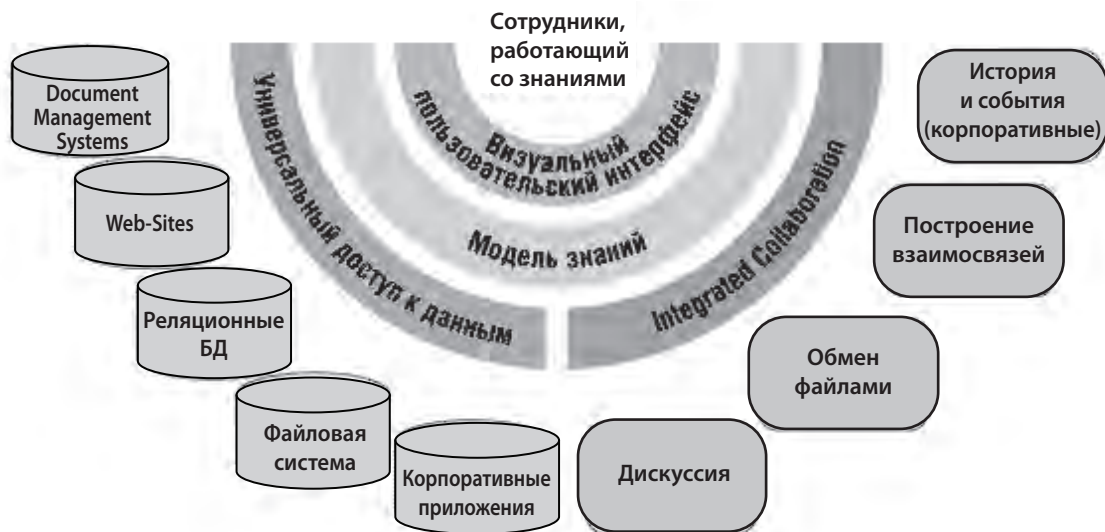 Сотрудники,
работающий
со знаниями
Визуальный
пользовательский интерфейс
Модель знаний
Универсальный доступ к данным
Integrated Collaboration
Document
Management
Systems
Web-Sites
Реляционные
БД
Файловая
система
Корпоративные
приложения
История
и события
(корпоративные)
Построение
взаимосвязей
Обмен
файлами
Дискуссия